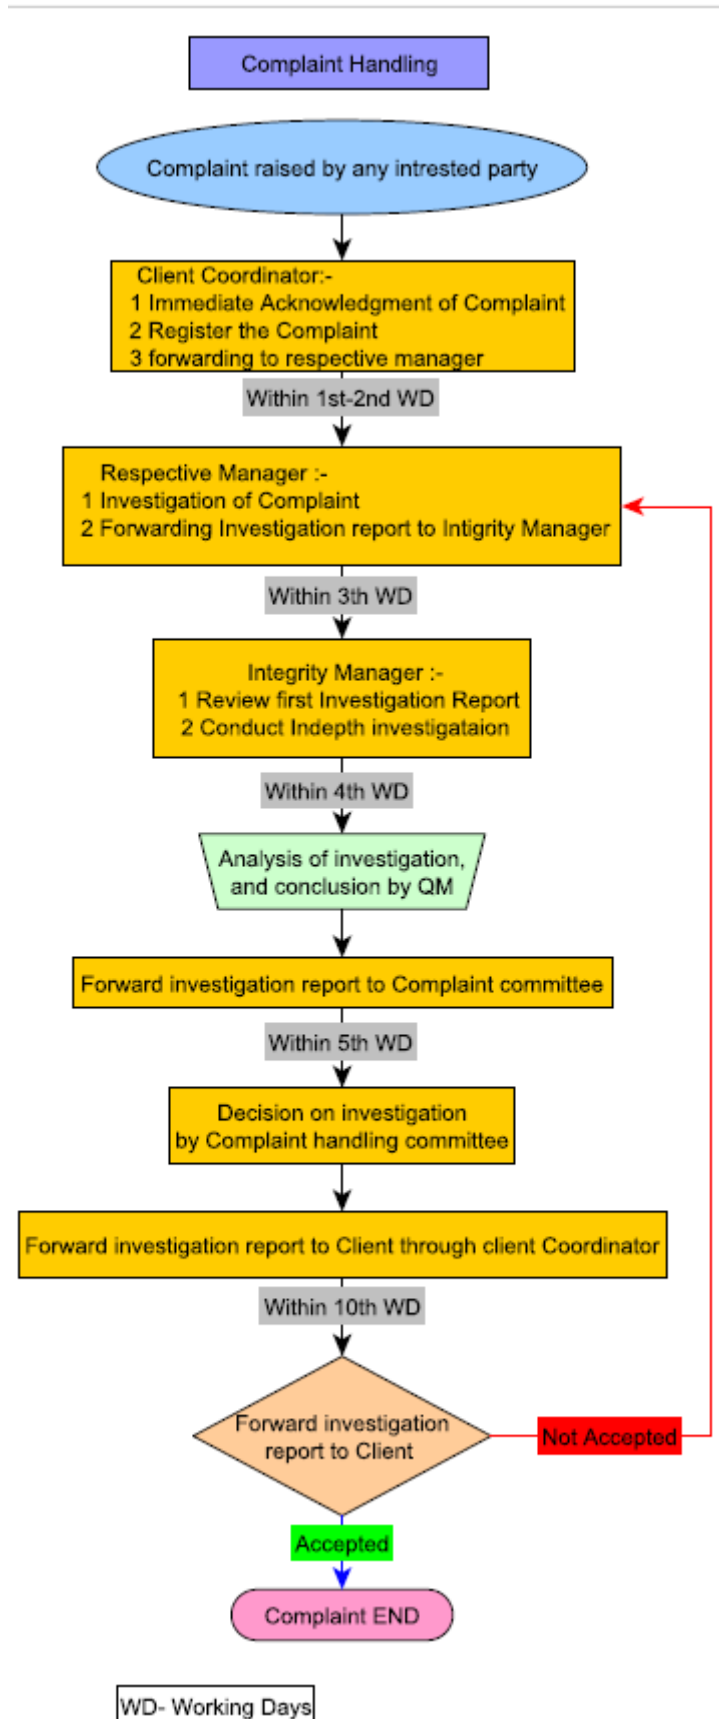 Complaint Handling
Complaint raised by any intrested party
Client Coordinator:-
1 Immediate Acknowledgment of Complaint
2 Register the Complaint
3 forwarding to respective manager
Within 1st-2nd WD
Respective Manager :-
1 Investigation of Complaint
2 Forwarding Investigation report to Intigrity Manager
Within 3th WD
Integrity Manager :-
1 Review first Investigation Report
2 Conduct Indepth investigataion
Within 4th WD
Analysis of investigation,
and conclusion by QM
Forward investigation report to Complaint committee
Within 5th WD
Decision on investigation
by Complaint handling committee
Forward investigation report to Client through client Coordinator
Within 10th WD
Forward investigation
report to Client
Not Accepted
Accepted
Complaint END
WD- Working Days